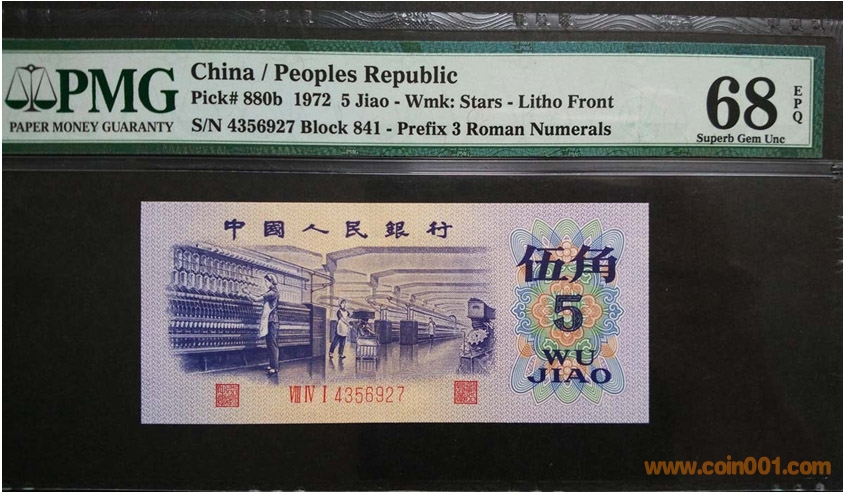 PMG
PAPER MONEY GUARANTY
China / Peoples Republic
Pick# 880b 1972 5 Jiao - Wmk: Stars - Litho Front
S/N 4356927 Block 841 - Prefix 3 Roman Numerals
68
EPQ
Superb Gem Unc
中國人民銀行
伍角
5
WU
JIAO
VIII IV I 4356927
www.coin001.com